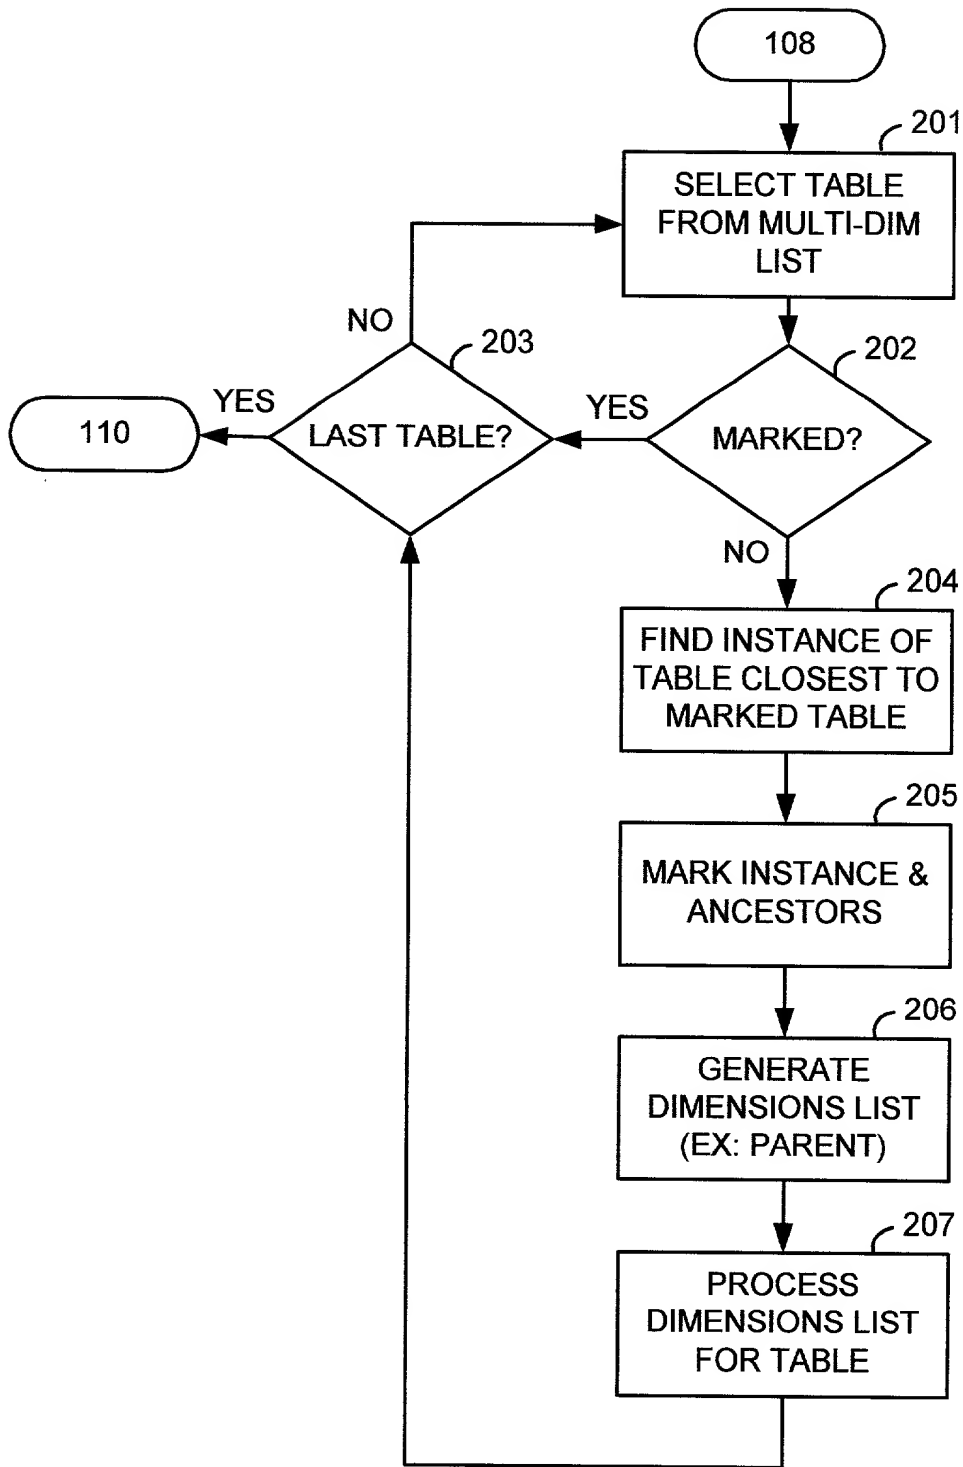 108
201
SELECT TABLE
FROM MULTI-DIM
LIST
NO
203
202
YES
YES
110
LAST TABLE?
MARKED?
NO
204
FIND INSTANCE OF
TABLE CLOSEST TO
MARKED TABLE
205
MARK INSTANCE &
ANCESTORS
206
GENERATE
DIMENSIONS LIST
(EX: PARENT)
207
PROCESS
DIMENSIONS LIST
FOR TABLE